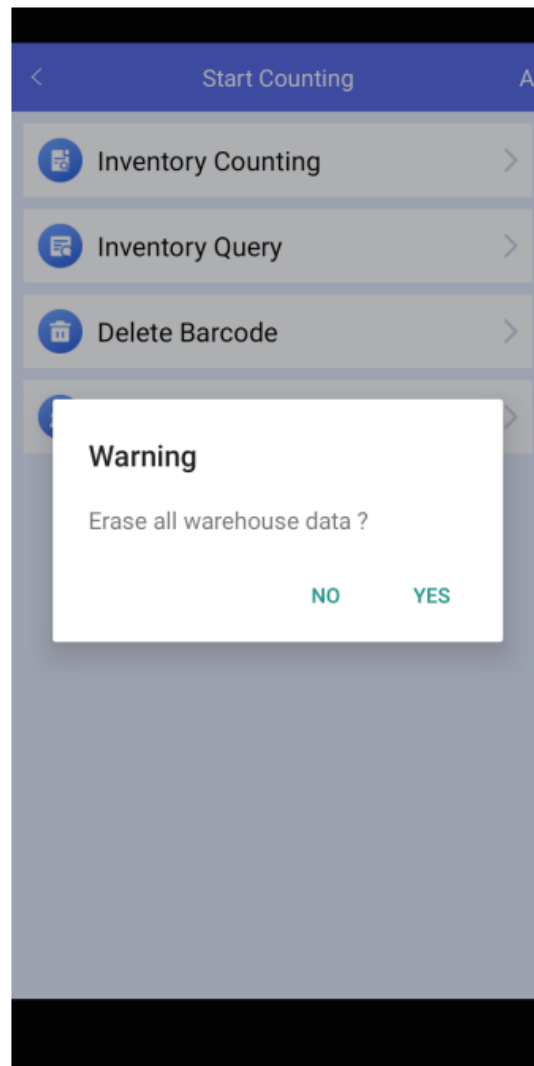 Start Counting
Inventory Counting
Inventory Query
Delete Barcode
Warning
Erase all warehouse data ?
NO YES